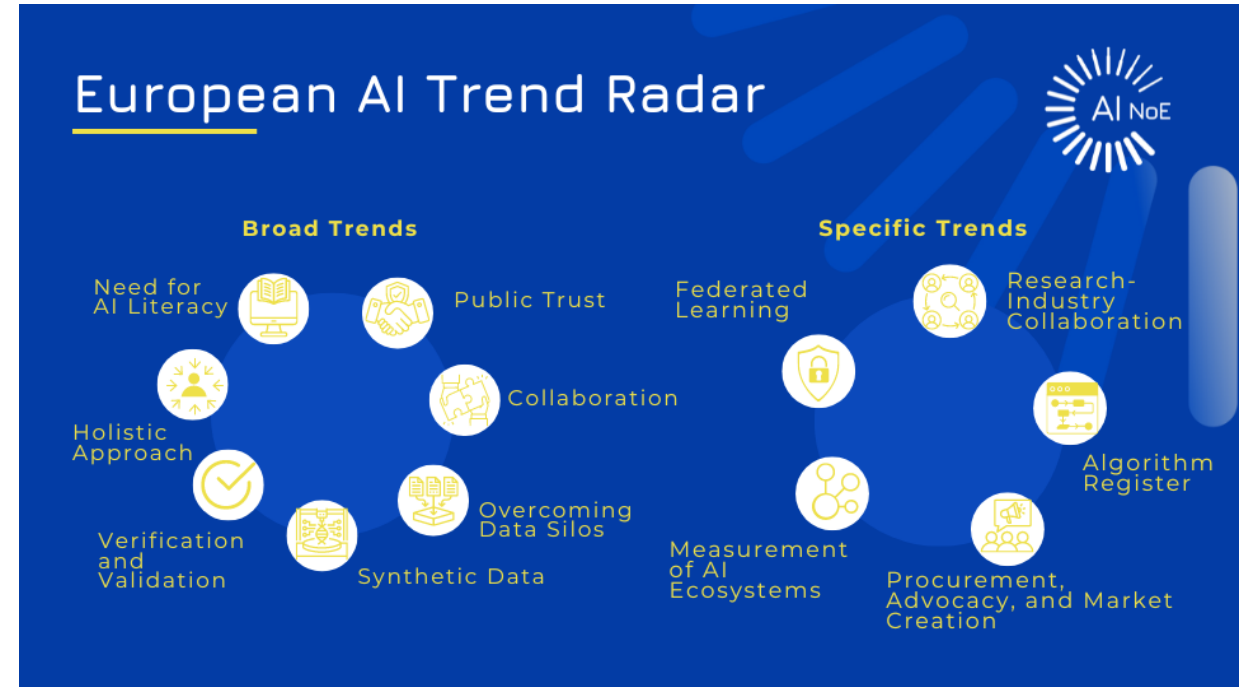 European AI Trend Radar
AI NoE
Broad Trends
Need for
AI Literacy
Public Trust
Collaboration
Holistic
Approach
Overcoming
Data Silos
Verification
and
Validation
Synthetic Data
Specific Trends
Federated
Learning
Research-
Industry
Collaboration
Algorithm
Register
Measurement
of AI
Ecosystems
Procurement,
Advocacy, and Market
Creation